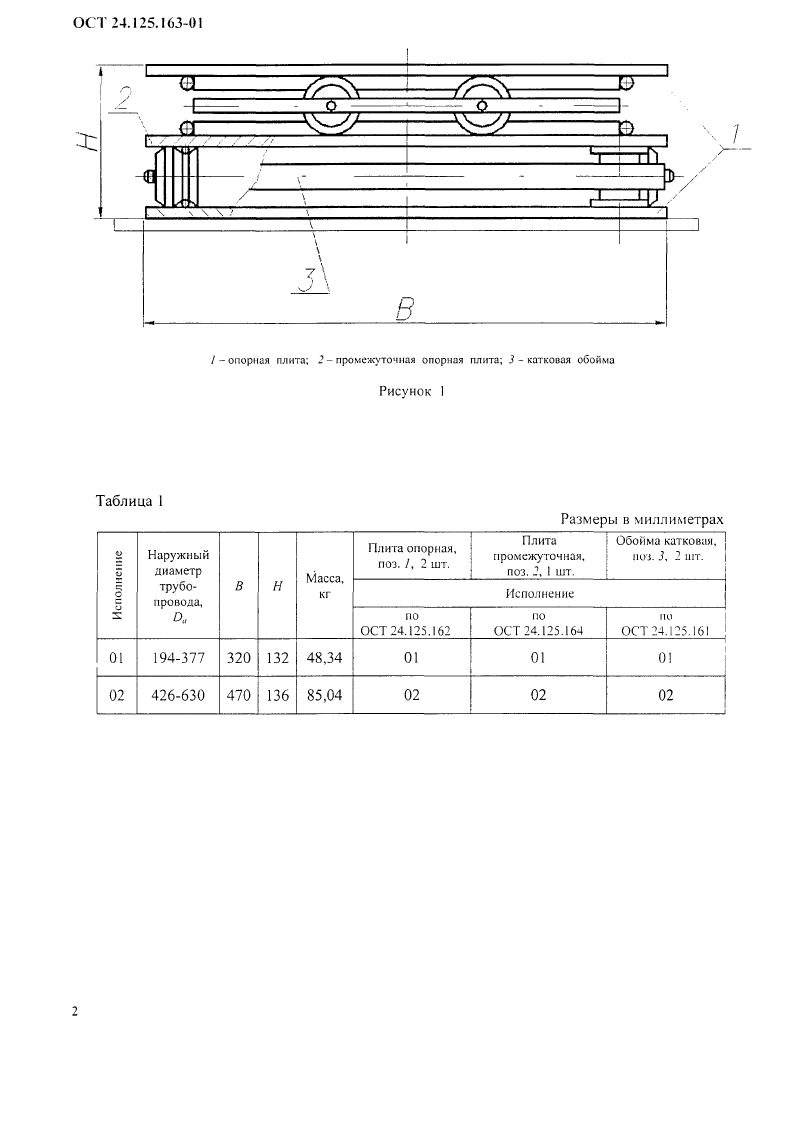 ОСТ 24.125.163-01
H
2
1
3
B
1 – опорная плита; 2 – промежуточная опорная плита; 3 – катковая обойма
Рисунок 1
Таблица 1
Размеры в миллиметрах
Исполнение
Наружный
диаметр
трубо-
провода,
Dа
B
H
Масса,
кг
Плита опорная,
поз. 1, 2 шт.
Плита
промежуточная,
поз. 2, 1 шт.
Обойма катковая,
поз. 3, 2 шт.
Исполнение
по
ОСТ 24.125.162
по
ОСТ 24.125.164
по
ОСТ 24.125.161
01 194-377 320 132 48,34 01 01 01
02 426-630 470 136 85,04 02 02 02
2